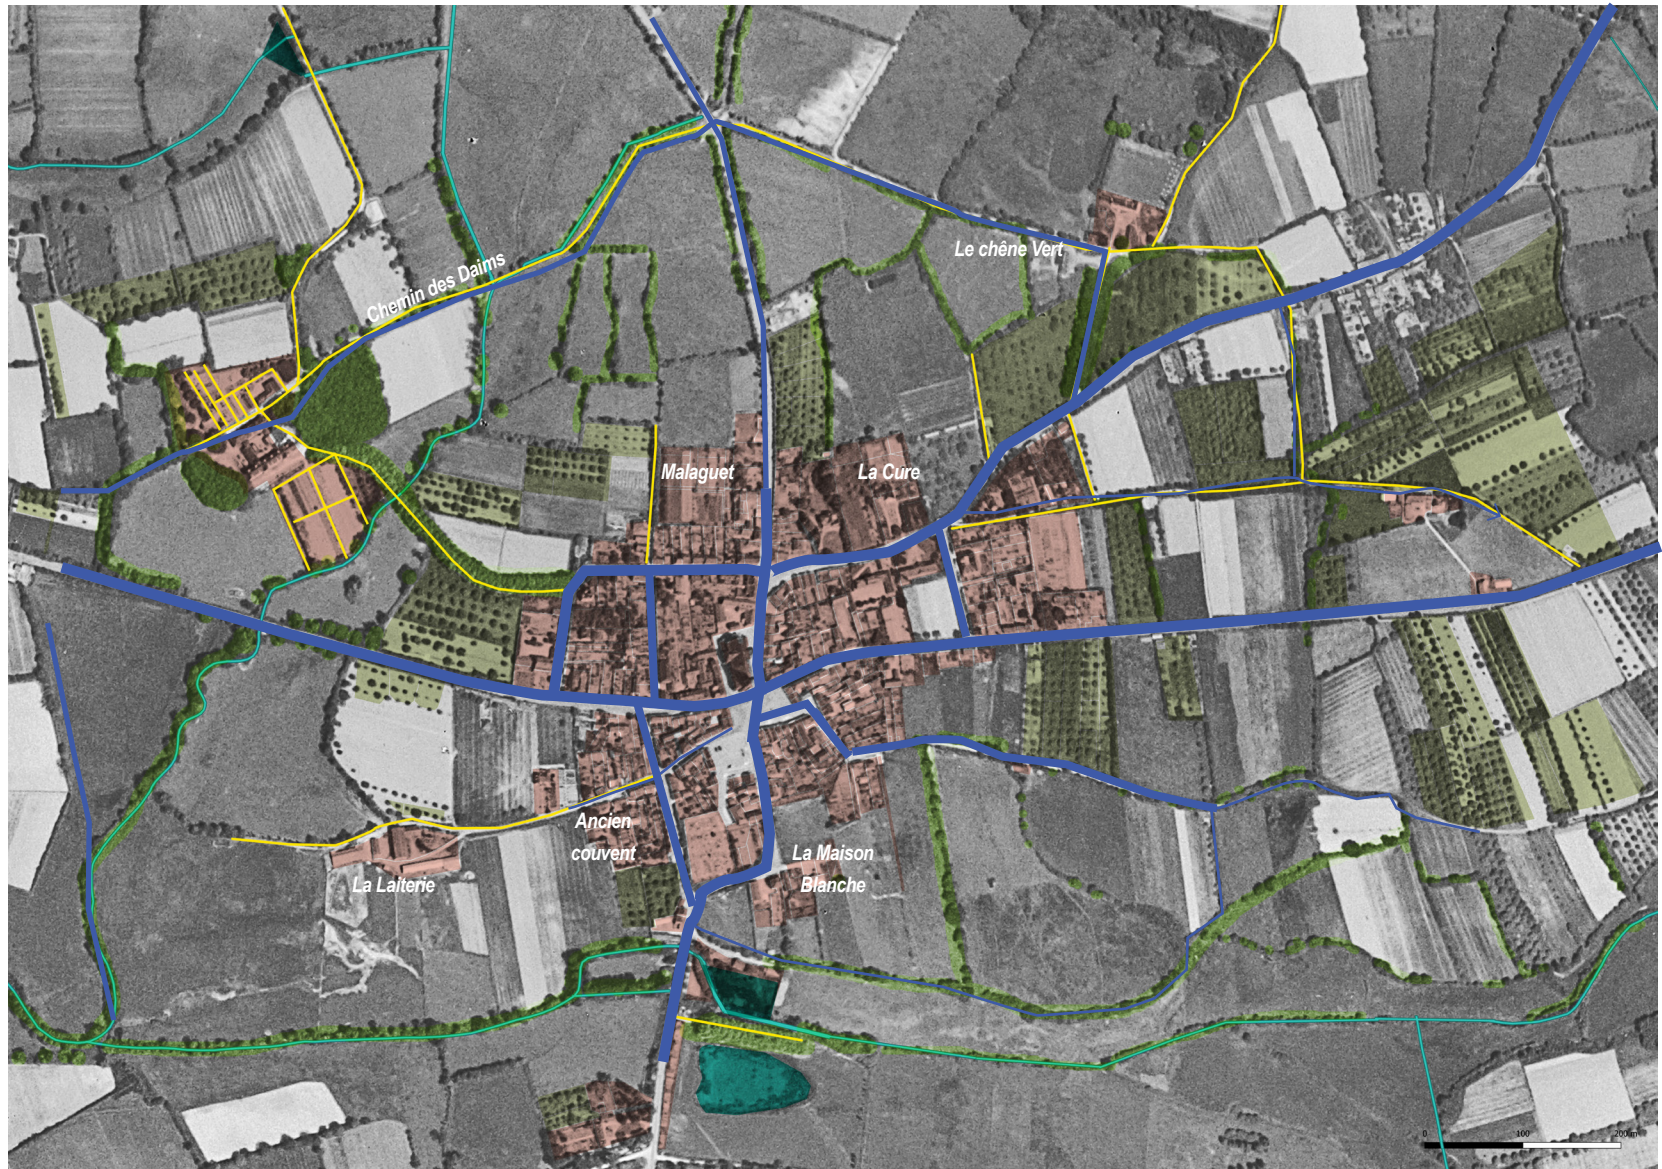 Le chêne Vert
Chemin des Daims
Malaguet
La Cure
Ancien
couvent
La Maison
Blanche
La Laiterie
0 100 200 m